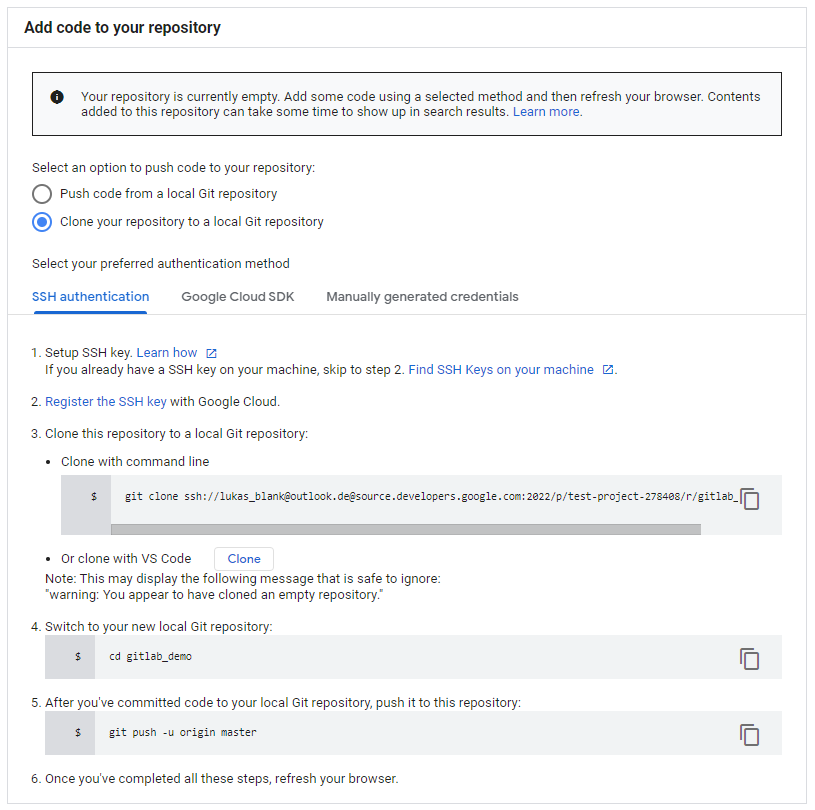 Add code to your repository
Your repository is currently empty. Add some code using a selected method and then refresh your browser. Contents
added to this repository can take some time to show up in search results. Learn more.
Select an option to push code to your repository:
Push code from a local Git repository
Clone your repository to a local Git repository
Select your preferred authentication method
SSH authentication Google Cloud SDK Manually generated credentials
1. Setup SSH key. Learn how
If you already have a SSH key on your machine, skip to step 2. Find SSH Keys on your machine .
2. Register the SSH key with Google Cloud.
3. Clone this repository to a local Git repository:
• Clone with command line
$ git clone ssh://lukas_blank@outlook.de@source.developers.google.com:2022/p/test-project-278408/r/gitlab_
• Or clone with VS Code Clone
Note: This may display the following message that is safe to ignore:
"warning: You appear to have cloned an empty repository."
4. Switch to your new local Git repository:
$ cd gitlab_demo
5. After you've committed code to your local Git repository, push it to this repository:
$ git push -u origin master
6. Once you've completed all these steps, refresh your browser.